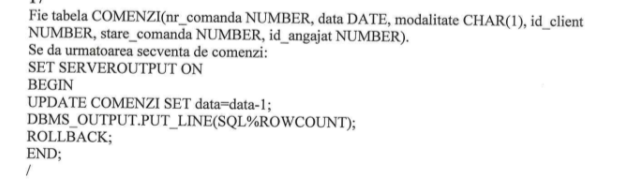 Fie tabela COMENZI(nr_comanda NUMBER, data DATE, modalitate CHAR(1), id_client
NUMBER, stare_comanda NUMBER, id_angajat NUMBER).
Se da urmatoarea secventa de comenzi:
SET SERVEROUTPUT ON
BEGIN
UPDATE COMENZI SET data=data-1;
DBMS_OUTPUT.PUT_LINE(SQL%ROWCOUNT);
ROLLBACK;
END;
/